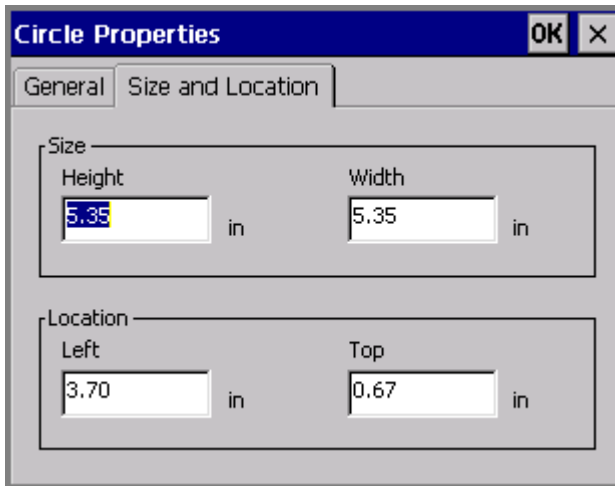 Circle Properties OK ×
General Size and Location
Size
Height Width
5.35 in 5.35 in
Location
Left Top
3.70 in 0.67 in